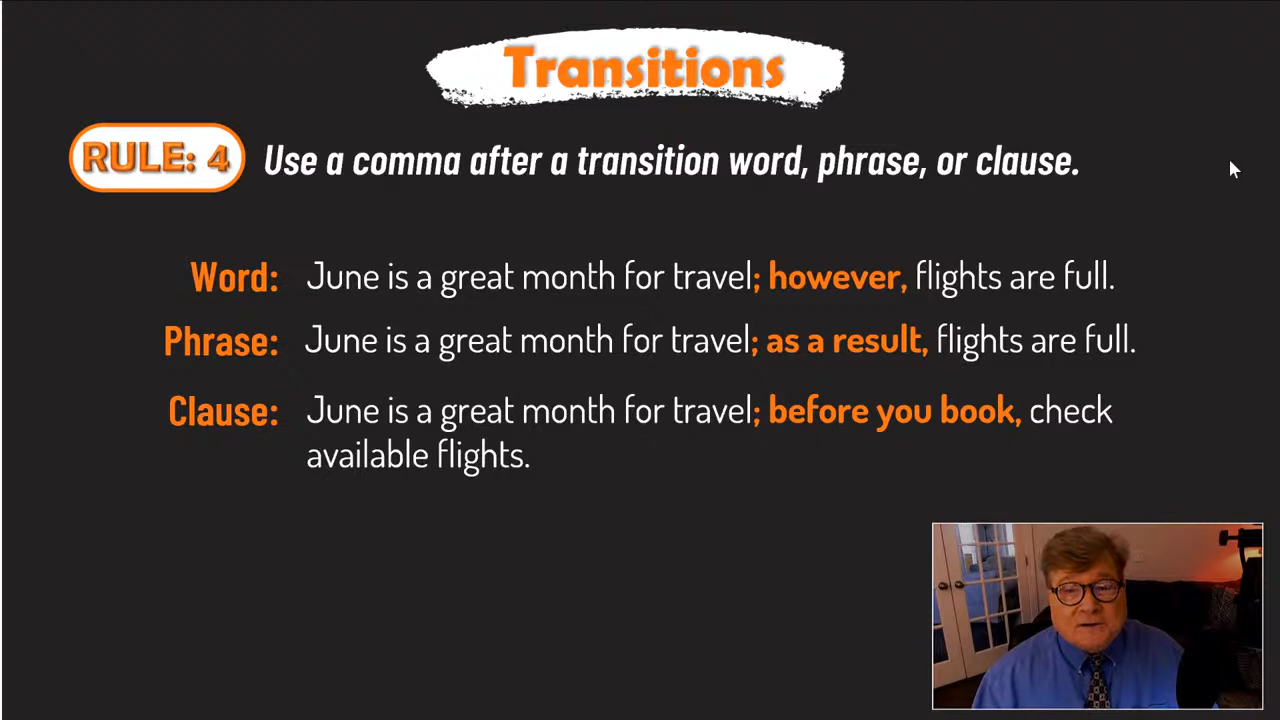 Transitions
RULE: 4 Use a comma after a transition word, phrase, or clause.
Word: June is a great month for travel; however, flights are full.
Phrase: June is a great month for travel; as a result, flights are full.
Clause: June is a great month for travel; before you book, check
available flights.